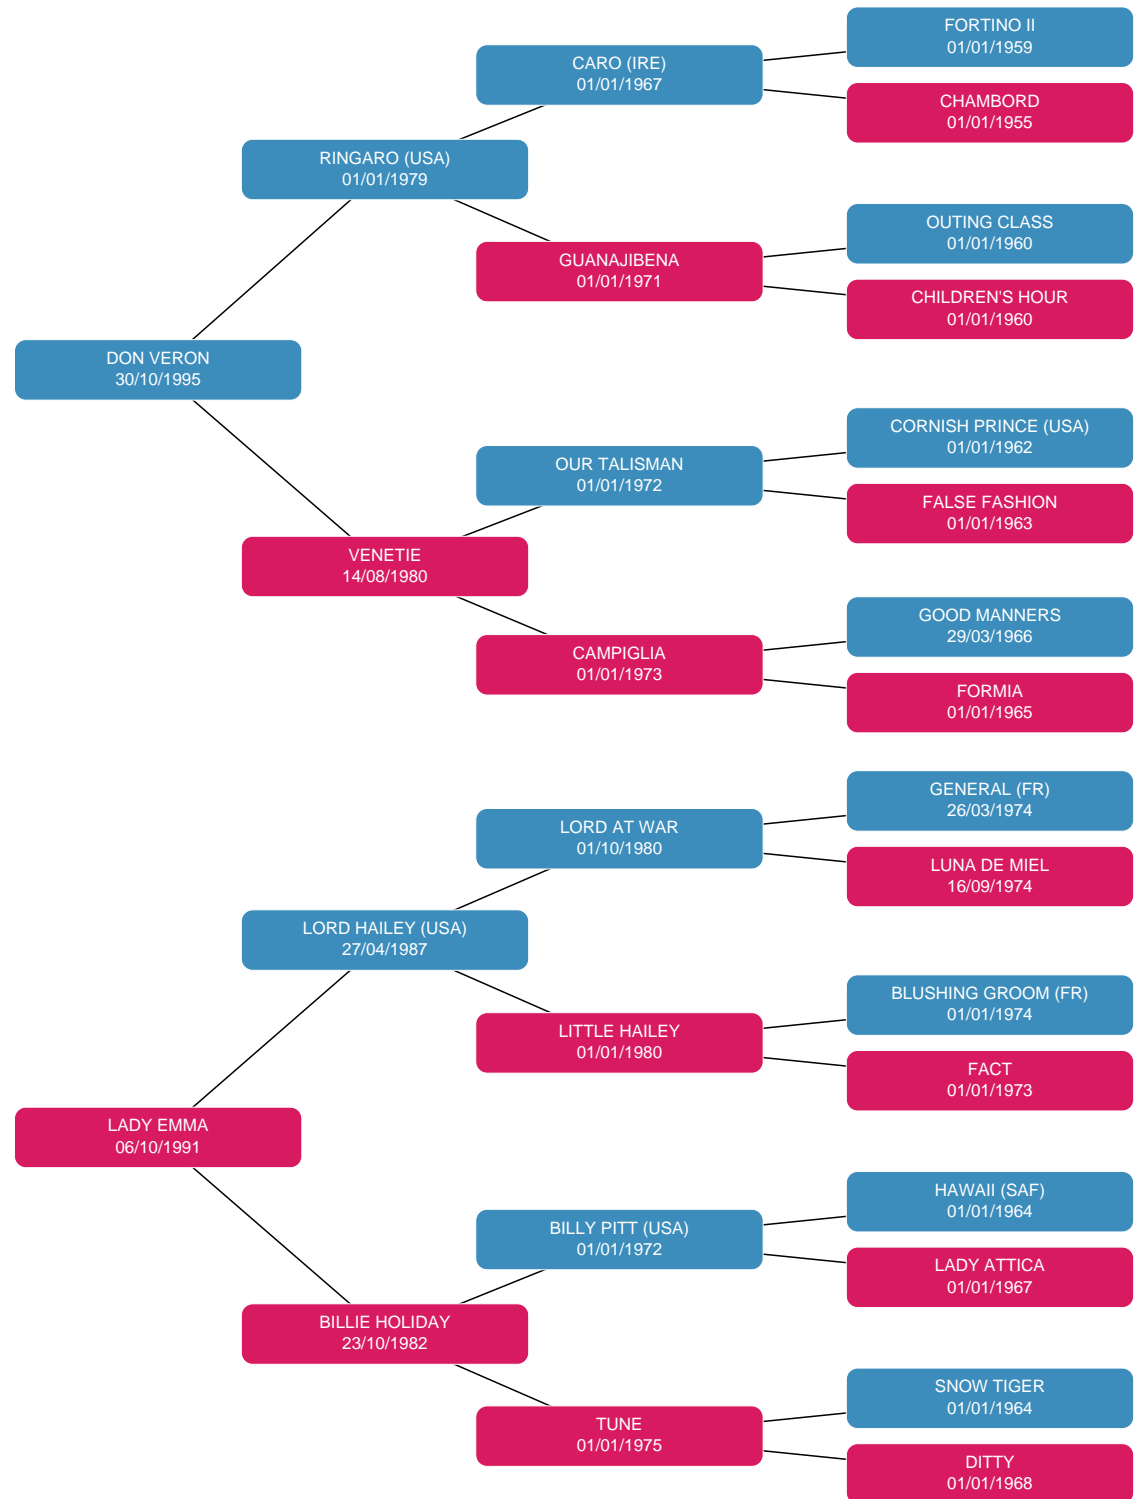 FORTINO II
01/01/1959
CARO (IRE)
01/01/1967
CHAMBORD
01/01/1955
RINGARO (USA)
01/01/1979
OUTING CLASS
01/01/1960
GUANAJIBENA
01/01/1971
CHILDREN'S HOUR
01/01/1960
DON VERON
30/10/1995
CORNISH PRINCE (USA)
01/01/1962
OUR TALISMAN
01/01/1972
FALSE FASHION
01/01/1963
VENETIE
14/08/1980
GOOD MANNERS
29/03/1966
CAMPIGLIA
01/01/1973
FORMIA
01/01/1965
GENERAL (FR)
26/03/1974
LORD AT WAR
01/10/1980
LUNA DE MIEL
16/09/1974
LORD HAILEY (USA)
27/04/1987
BLUSHING GROOM (FR)
01/01/1974
LITTLE HAILEY
01/01/1980
FACT
01/01/1973
LADY EMMA
06/10/1991
HAWAII (SAF)
01/01/1964
BILLY PITT (USA)
01/01/1972
LADY ATTICA
01/01/1967
BILLIE HOLIDAY
23/10/1982
SNOW TIGER
01/01/1964
TUNE
01/01/1975
DITTY
01/01/1968